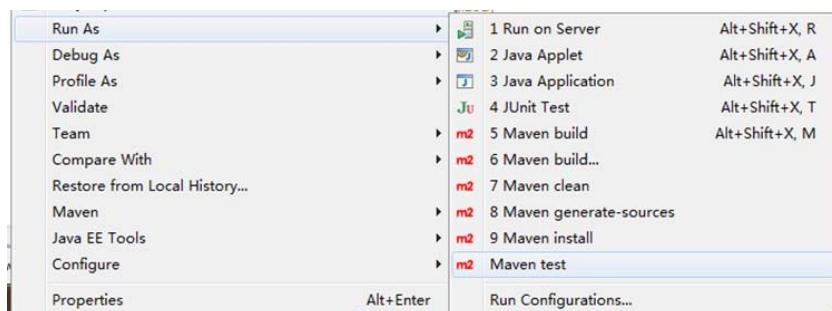 Run As
Debug As
Profile As
Validate
Team
Compare With
Restore from Local History...
Maven
Java EE Tools
Configure
Properties Alt+Enter
1 Run on Server Alt+Shift+X, R
2 Java Applet Alt+Shift+X, A
3 Java Application Alt+Shift+X, J
Ju 4 JUnit Test Alt+Shift+X, T
m2 5 Maven build Alt+Shift+X, M
m2 6 Maven build...
m2 7 Maven clean
m2 8 Maven generate-sources
m2 9 Maven install
m2 Maven test
Run Configurations...